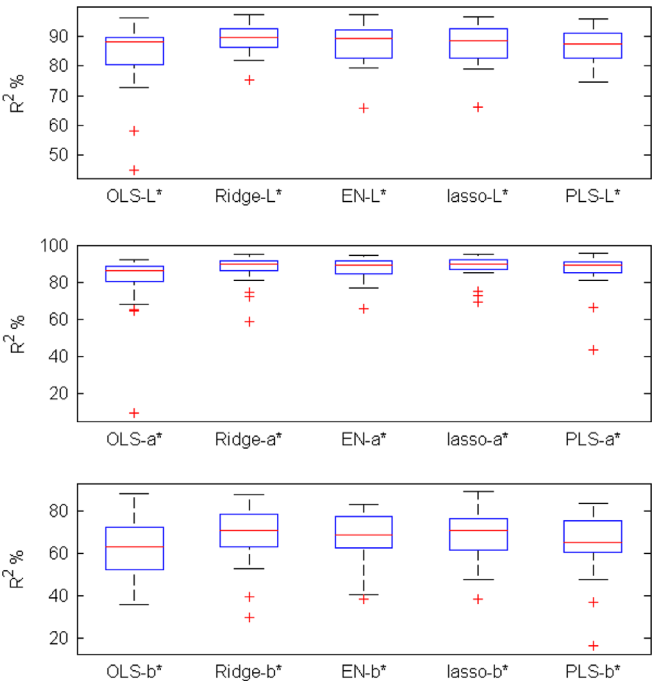 R² %
90
80
70
60
50
OLS-L* Ridge-L* EN-L* lasso-L* PLS-L*
R² %
100
80
60
40
20
OLS-a* Ridge-a* EN-a* lasso-a* PLS-a*
R² %
80
60
40
20
OLS-b* Ridge-b* EN-b* lasso-b* PLS-b*